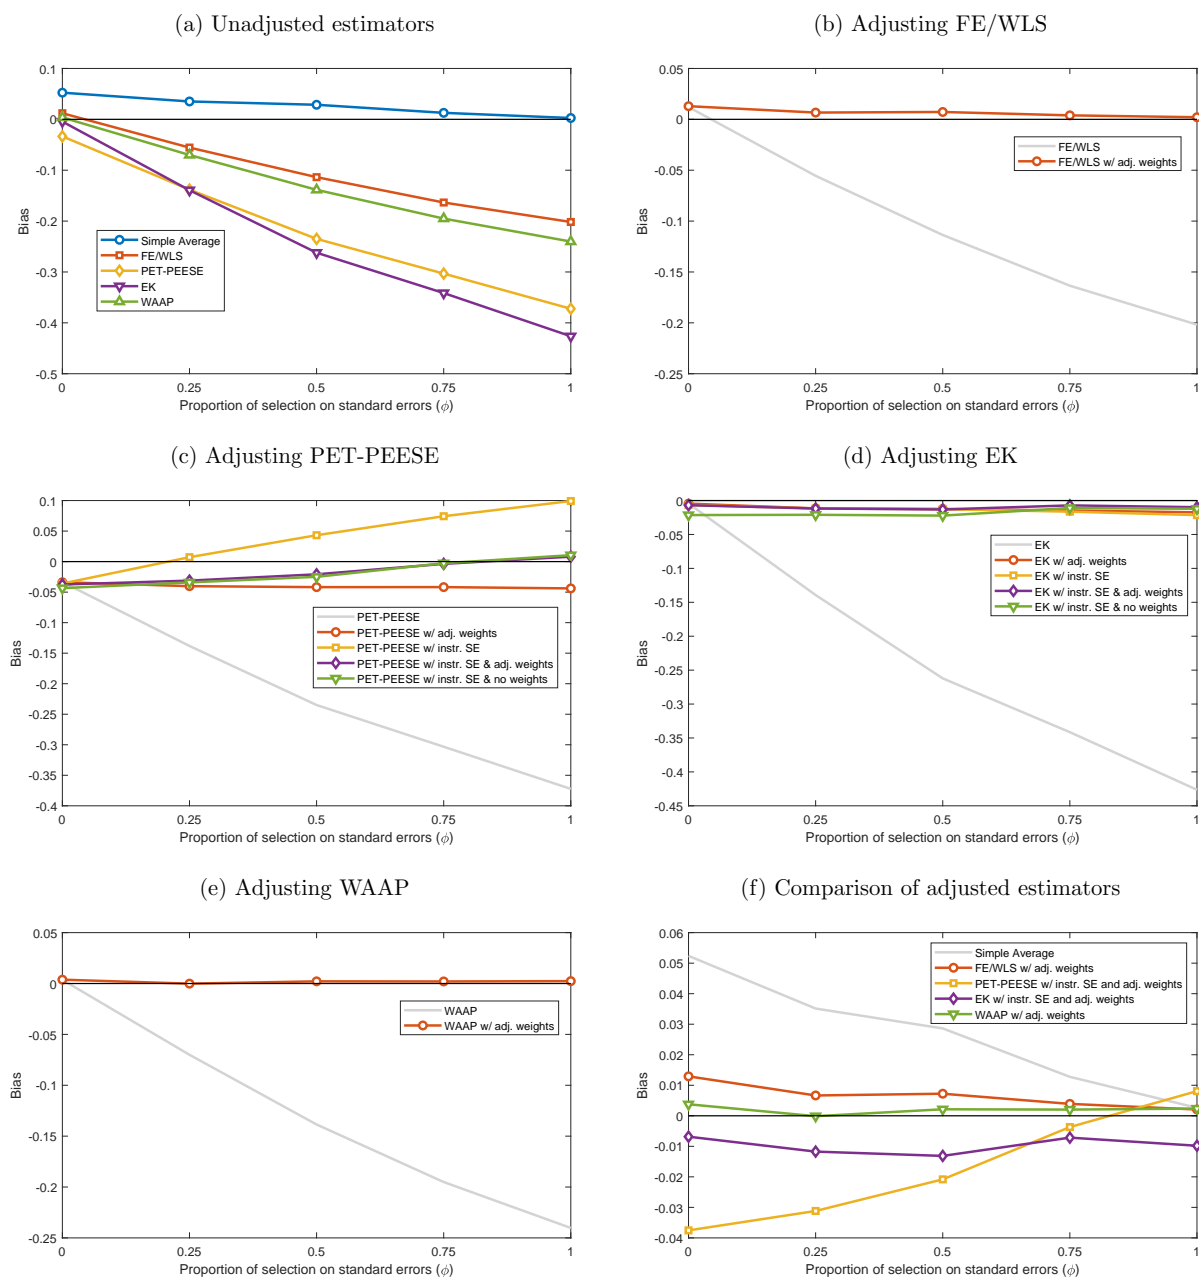 (a) Unadjusted estimators
0.1
0
-0.1
-0.2
-0.3
-0.4
-0.5
Bias
Simple Average
FE/WLS
PET-PEESE
EK
WAAP
0 0.25 0.5 0.75 1
Proportion of selection on standard errors (ϕ)
(b) Adjusting FE/WLS
0.05
0
-0.05
-0.1
-0.15
-0.2
-0.25
Bias
FE/WLS
FE/WLS w/ adj. weights
0 0.25 0.5 0.75 1
Proportion of selection on standard errors (ϕ)
(c) Adjusting PET-PEESE
0.1
0.05
0
-0.05
-0.1
-0.15
-0.2
-0.25
-0.3
-0.35
-0.4
Bias
PET-PEESE
PET-PEESE w/ adj. weights
PET-PEESE w/ instr. SE
PET-PEESE w/ instr. SE & adj. weights
PET-PEESE w/ instr. SE & no weights
0 0.25 0.5 0.75 1
Proportion of selection on standard errors (ϕ)
(d) Adjusting EK
0
-0.05
-0.1
-0.15
-0.2
-0.25
-0.3
-0.35
-0.4
-0.45
Bias
EK
EK w/ adj. weights
EK w/ instr. SE
EK w/ instr. SE & adj. weights
EK w/ instr. SE & no weights
0 0.25 0.5 0.75 1
Proportion of selection on standard errors (ϕ)
(e) Adjusting WAAP
0.05
0
-0.05
-0.1
-0.15
-0.2
-0.25
Bias
WAAP
WAAP w/ adj. weights
0 0.25 0.5 0.75 1
Proportion of selection on standard errors (ϕ)
(f) Comparison of adjusted estimators
0.06
0.05
0.04
0.03
0.02
0.01
0
-0.01
-0.02
-0.03
-0.04
Bias
Simple Average
FE/WLS w/ adj. weights
PET-PEESE w/ instr. SE and adj. weights
EK w/ instr. SE and adj. weights
WAAP w/ adj. weights
0 0.25 0.5 0.75 1
Proportion of selection on standard errors (ϕ)